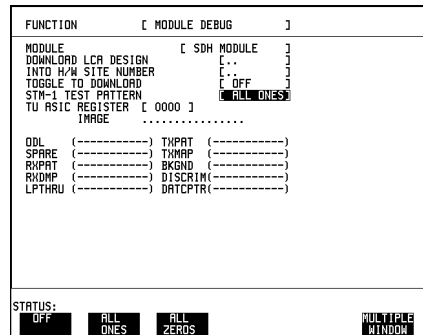 FUNCTION [ MODULE DEBUG ]
MODULE [ SDH MODULE ]
DOWNLOAD LCA DESIGN [.. ]
INTO H/W SITE NUMBER [.. ]
TOGGLE TO DOWNLOAD [ OFF ]
STM-1 TEST PATTERN [ ALL ONES]
TU ASIC REGISTER [ 0000 ]
IMAGE ................
ODL (-----------) TXPAT (-----------)
SPARE (-----------) TXMAP (-----------)
RXPAT (-----------) BKGND (-----------)
RXDMP (-----------) DISCRIM(-----------)
LPTHRU (-----------) DATCPTR(-----------)
STATUS:
OFF ALL ONES ALL ZEROS MULTIPLE WINDOW